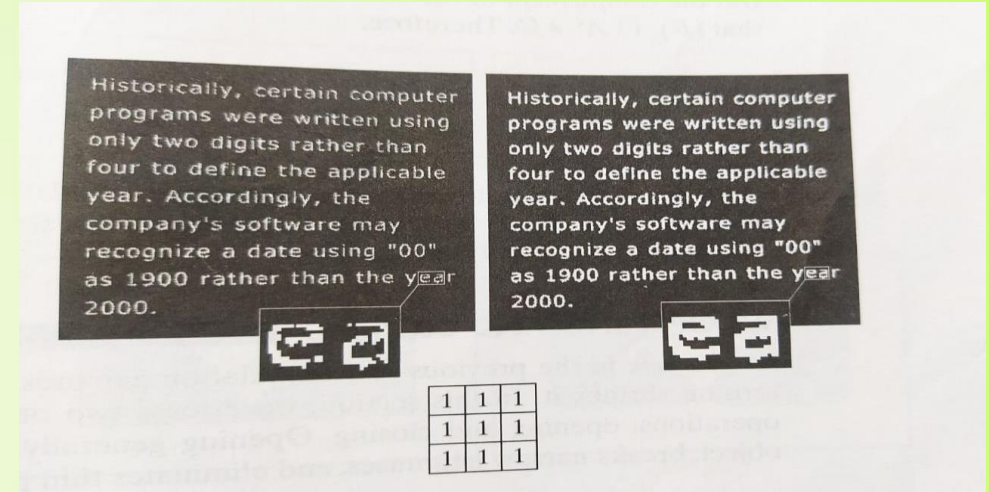 Historically, certain computer
programs were written using
only two digits rather than
four to define the applicable
year. Accordingly, the
company's software may
recognize a date using "00"
as 1900 rather than the year
2000.
ea
Historically, certain computer
programs were written using
only two digits rather than
four to define the applicable
year. Accordingly, the
company's software may
recognize a date using "00"
as 1900 rather than the year
2000.
ea
1 1 1
1 1 1
1 1 1